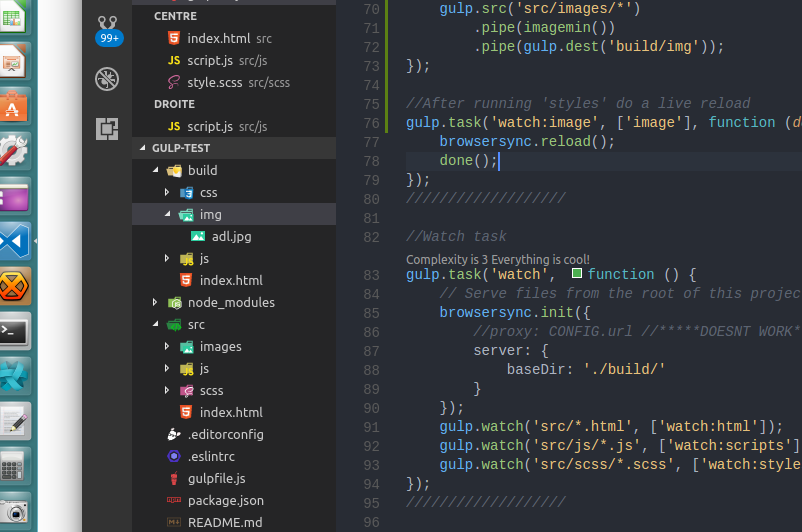 99+
CENTRE
index.html src
script.js src/js
style.scss src/scss
DROITE
script.js src/js
GULP-TEST
build
css
img
adl.jpg
js
index.html
node_modules
src
images
js
scss
index.html
.editorconfig
.eslintrc
gulpfile.js
package.json
README.md
70 gulp.src('src/images/*')
71 .pipe(imagemin())
72 .pipe(gulp.dest('build/img'));
73 });
74
75 //After running 'styles' do a live reload
76 gulp.task('watch:image', ['image'], function (d
77 browsersync.reload();
78 done();
79 });
80 ///////////////////
81
82 //Watch task
Complexity is 3 Everything is cool!
83 gulp.task('watch', function () {
84 // Serve files from the root of this projec
85 browsersync.init({
86 //proxy: CONFIG.url //*****DOESNT WORK*
87 server: {
88 baseDir: './build/'
89 }
90 });
91 gulp.watch('src/*.html', ['watch:html']);
92 gulp.watch('src/js/*.js', ['watch:scripts']
93 gulp.watch('src/scss/*.scss', ['watch:style
94 });
95 ///////////////////
96